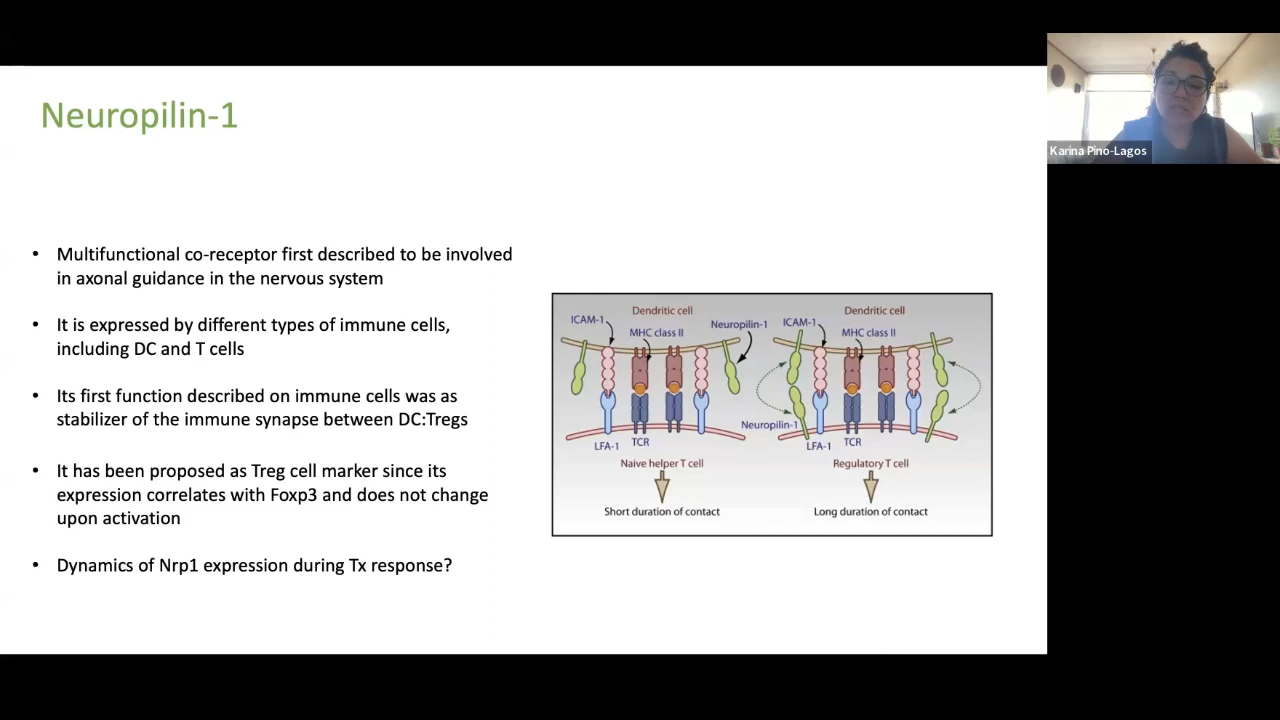 Neuropilin-1
Karina Pino-Lagos
• Multifunctional co-receptor first described to be involved
in axonal guidance in the nervous system
• It is expressed by different types of immune cells,
including DC and T cells
• Its first function described on immune cells was as
stabilizer of the immune synapse between DC:Tregs
• It has been proposed as Treg cell marker since its
expression correlates with Foxp3 and does not change
upon activation
• Dynamics of Nrp1 expression during Tx response?
Dendritic cell
ICAM-1
MHC class II
Neuropilin-1
LFA-1
TCR
Naive helper T cell
Short duration of contact
Dendritic cell
ICAM-1
MHC class II
Neuropilin-1
LFA-1
TCR
Regulatory T cell
Long duration of contact